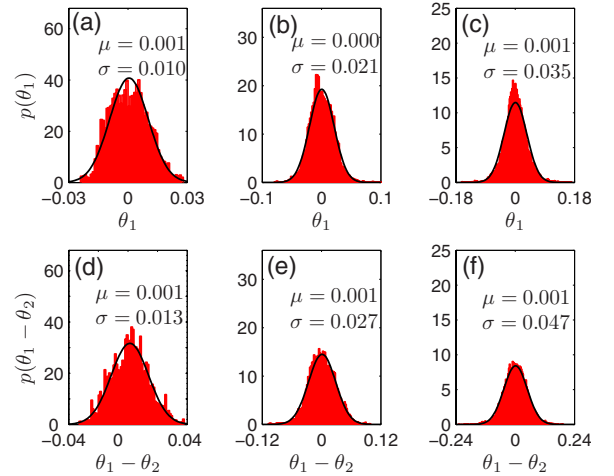 (a)
μ = 0.001
σ = 0.010
p(θ₁)
60
40
20
0
−0.03
0
0.03
θ₁
(b)
μ = 0.000
σ = 0.021
30
20
10
0
−0.1
0
0.1
θ₁
(c)
μ = 0.001
σ = 0.035
25
20
15
10
5
0
−0.18
0
0.18
θ₁
(d)
μ = 0.001
σ = 0.013
p(θ₁ − θ₂)
60
40
20
0
−0.04
0
0.04
θ₁ − θ₂
(e)
μ = 0.001
σ = 0.027
30
20
10
0
−0.12
0
0.12
θ₁ − θ₂
(f)
μ = 0.001
σ = 0.047
20
15
10
5
0
−0.24
0
0.24
θ₁ − θ₂